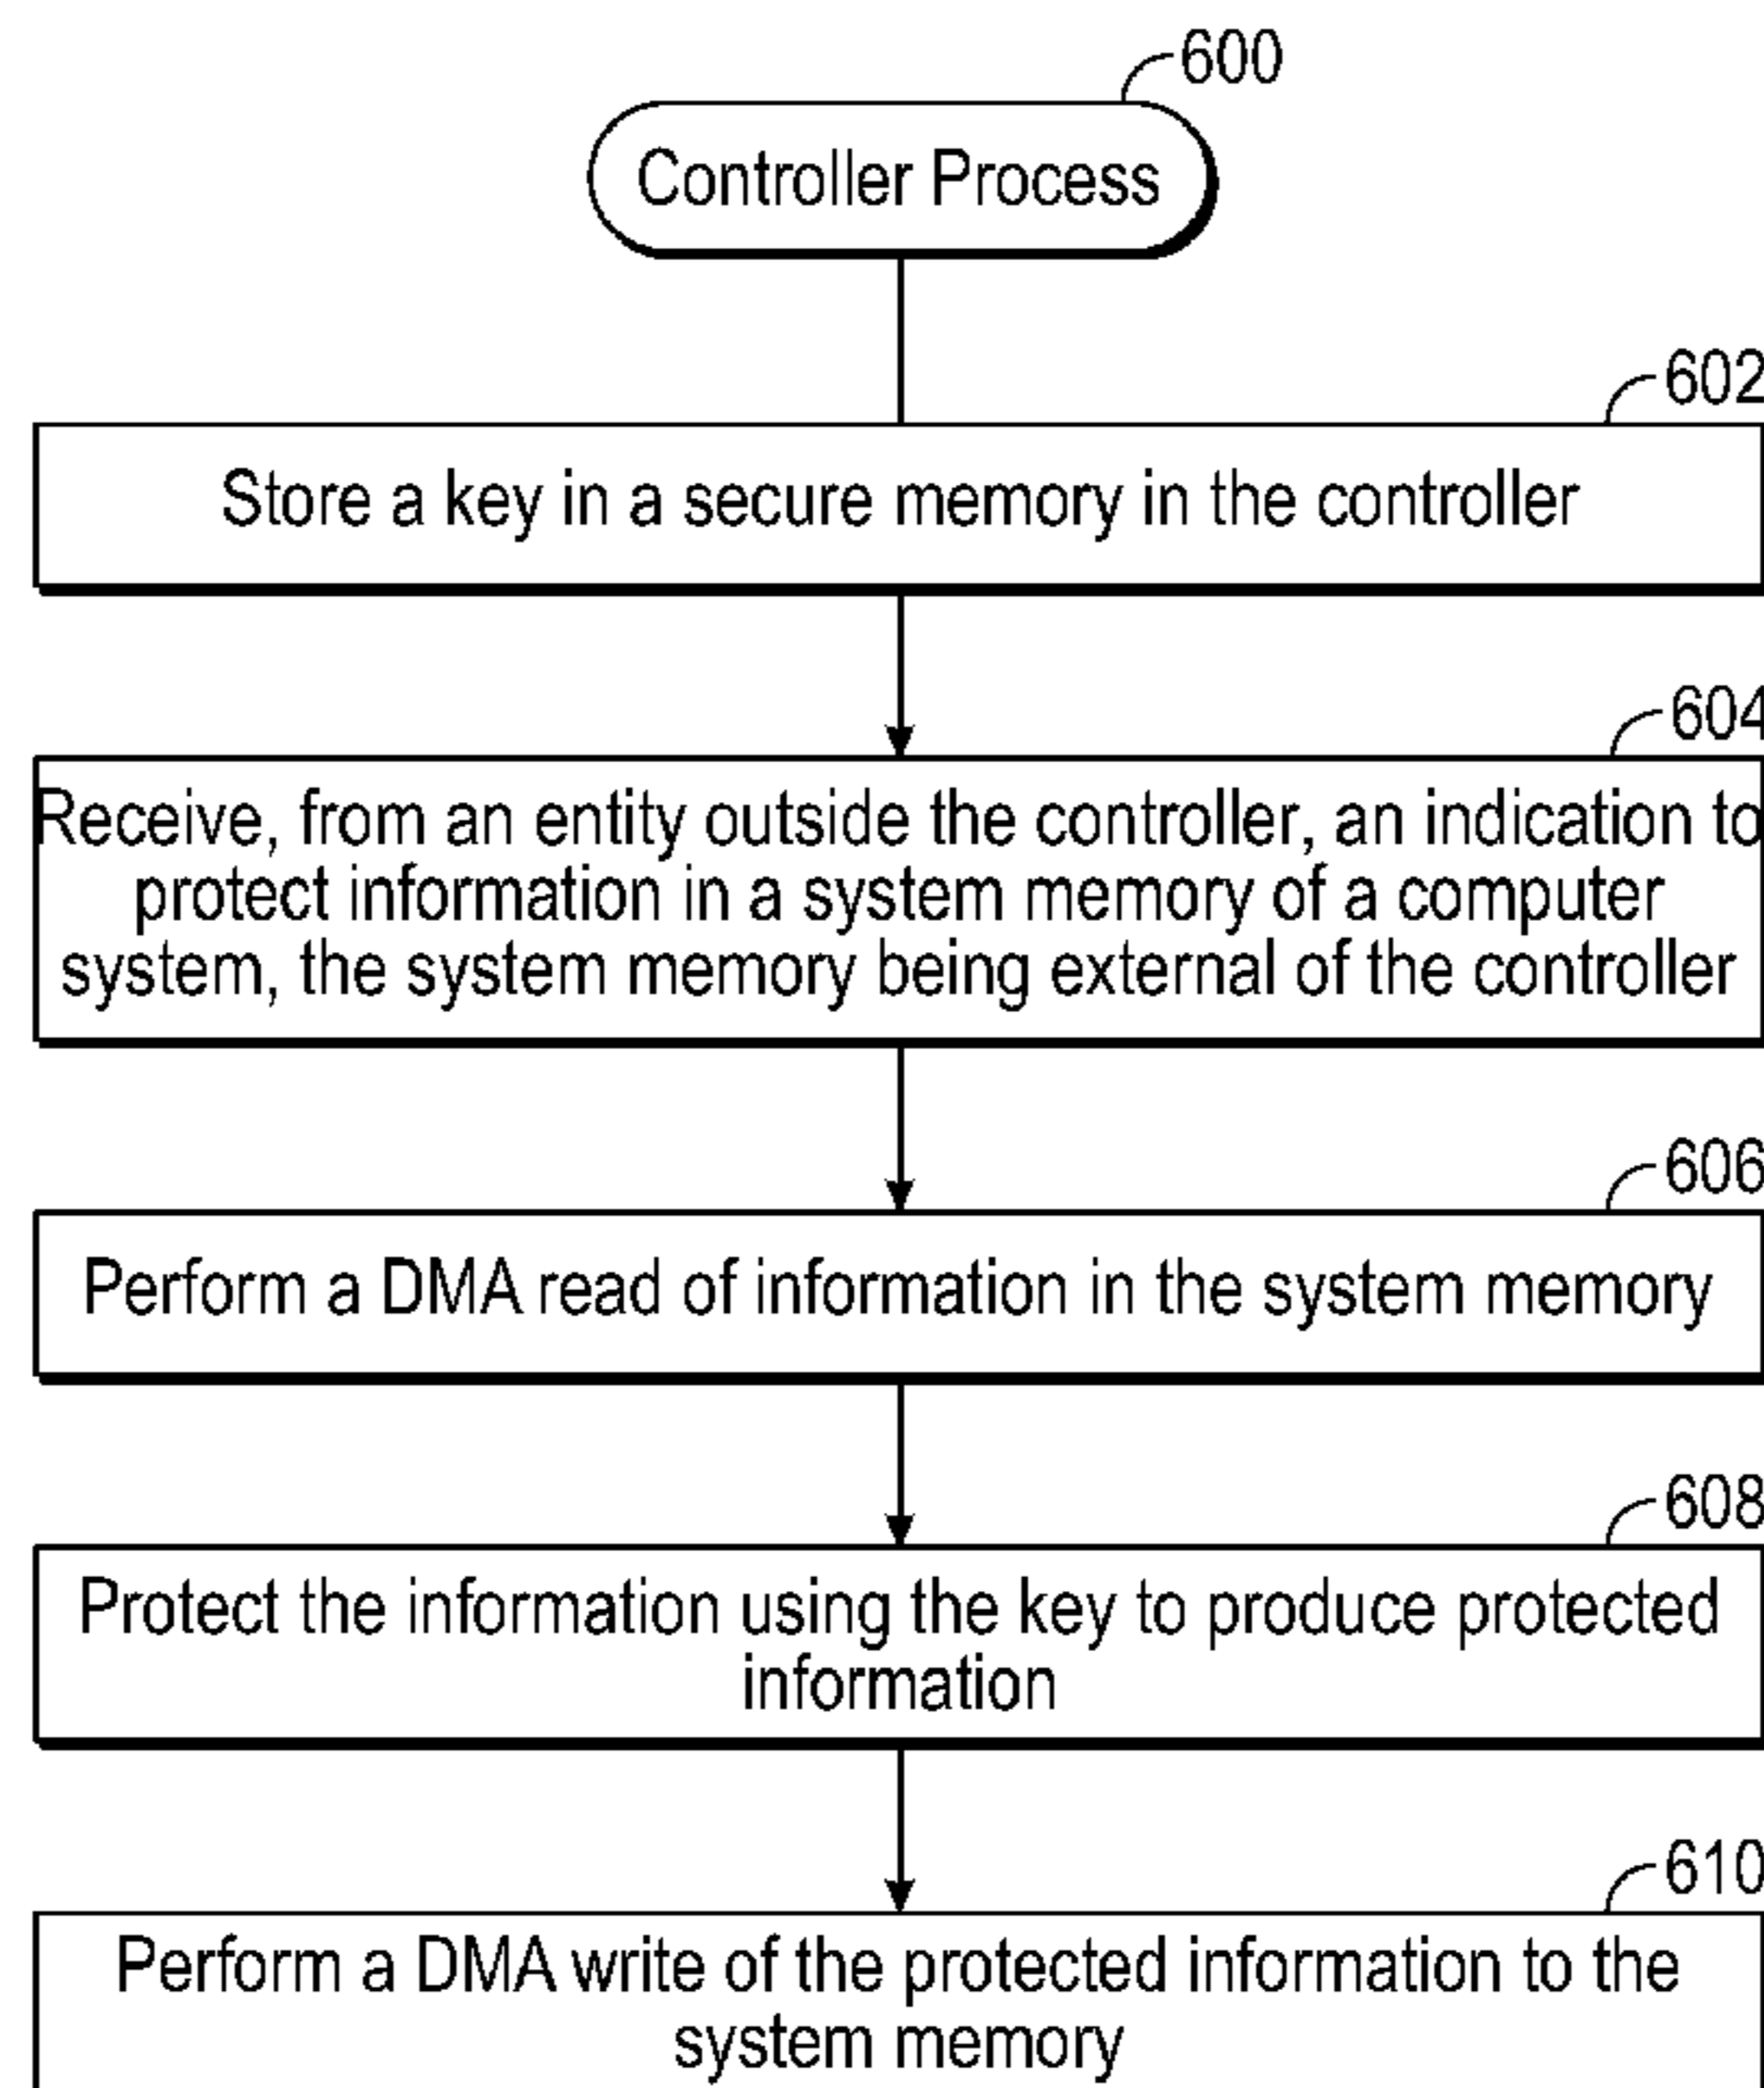 600
Controller Process
602
Store a key in a secure memory in the controller
604
Receive, from an entity outside the controller, an indication to
protect information in a system memory of a computer
system, the system memory being external of the controller
606
Perform a DMA read of information in the system memory
608
Protect the information using the key to produce protected
information
610
Perform a DMA write of the protected information to the
system memory